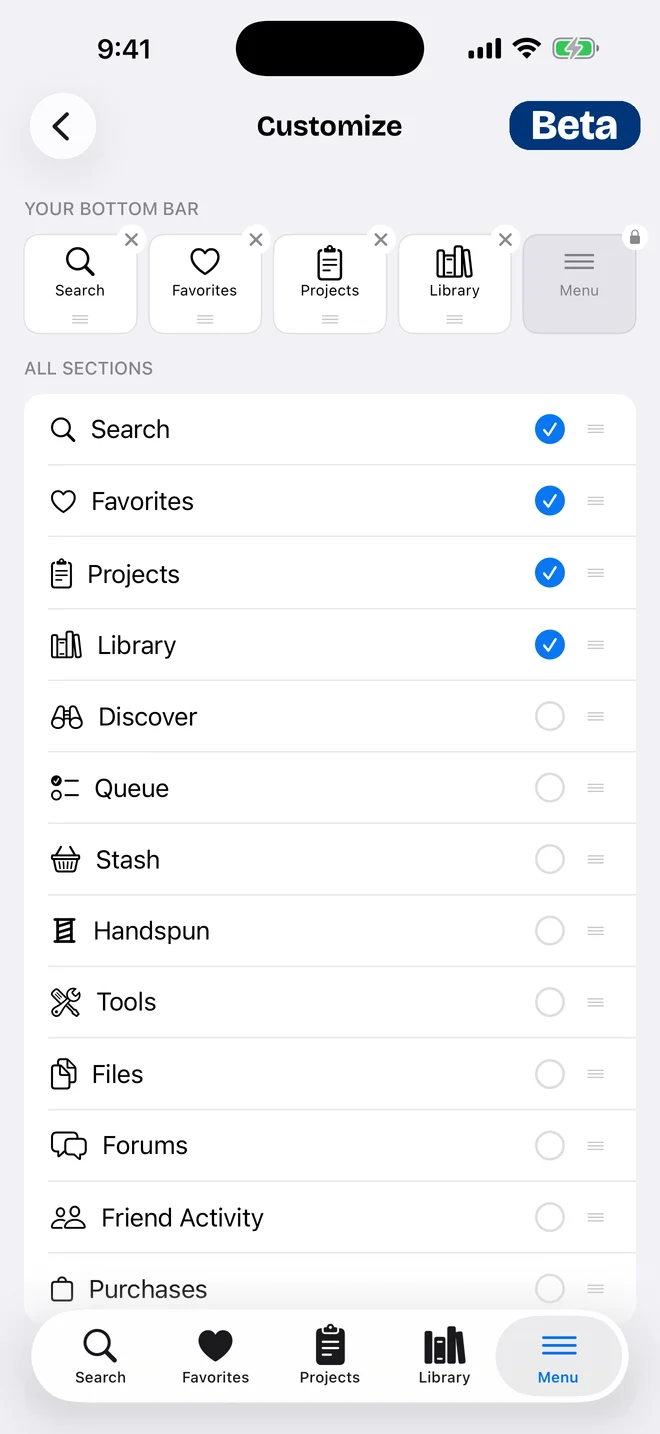 9:41
Customize
Beta
YOUR BOTTOM BAR
Search
Favorites
Projects
Library
Menu
ALL SECTIONS
Search
Favorites
Projects
Library
Discover
Queue
Stash
Handspun
Tools
Files
Forums
Friend Activity
Purchases
Search
Favorites
Projects
Library
Menu